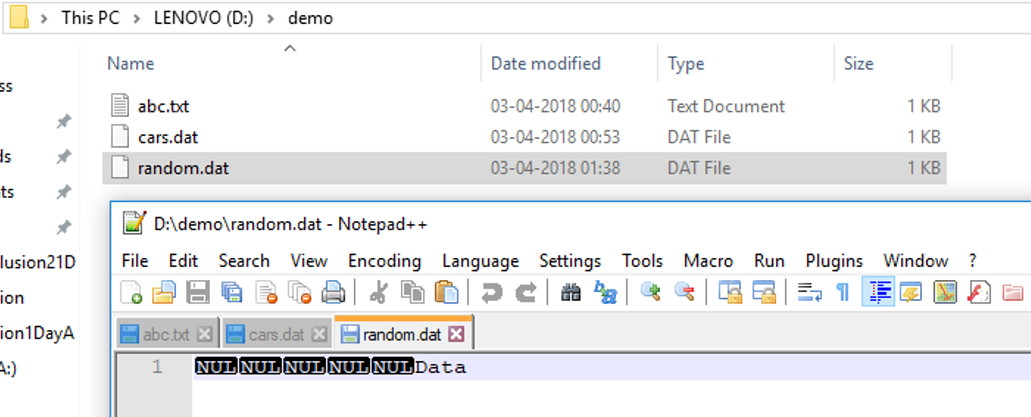 This PC > LENOVO (D:) > demo
Name Date modified Type Size
abc.txt 03-04-2018 00:40 Text Document 1 KB
cars.dat 03-04-2018 00:53 DAT File 1 KB
random.dat 03-04-2018 01:38 DAT File 1 KB
ss
ds
ts
lusion21D
ion
ion1DayA
A:)
D:\demo\random.dat - Notepad++
File Edit Search View Encoding Language Settings Tools Macro Run Plugins Window ?
abc.txt cars.dat random.dat
1 NULNULNULNULNULData